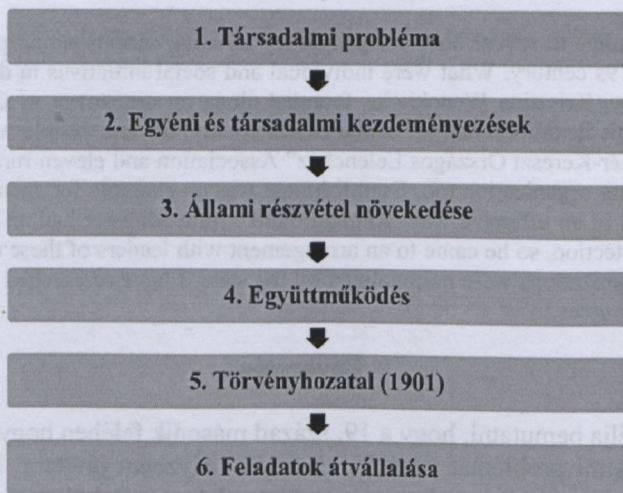 1. Társadalmi probléma
2. Egyéni és társadalmi kezdeményezések
3. Állami részvétel növekedése
4. Együttműködés
5. Törvényhozatal (1901)
6. Feladatok átvállalása